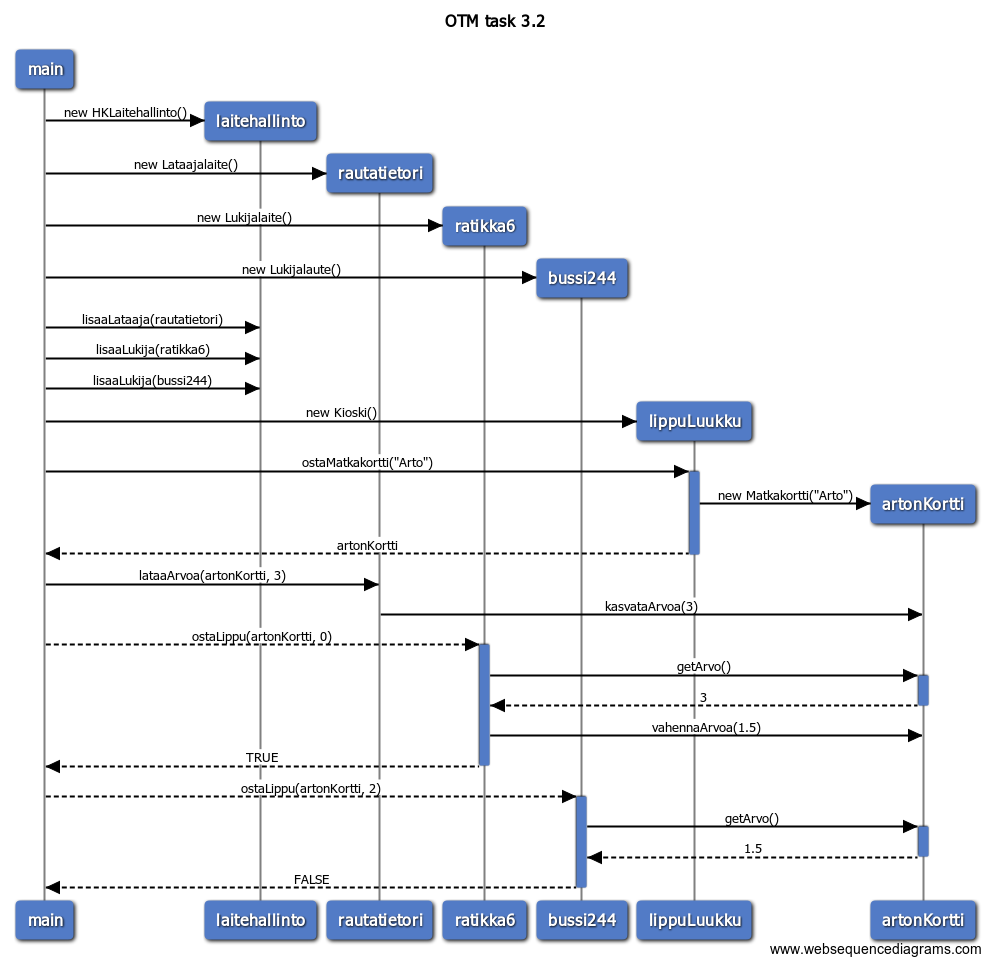 OTM task 3.2
main
new HKLaitehallinto()
laitehallinto
new Lataajalaite()
rautatietori
new Lukijalaite()
ratikka6
new Lukijalaute()
bussi244
lisaaLataaja(rautatietori)
lisaaLukija(ratikka6)
lisaaLukija(bussi244)
new Kioski()
lippuLuukku
ostaMatkakortti("Arto")
new Matkakortti("Arto")
artonKortti
artonKortti
lataaArvoa(artonKortti, 3)
kasvataArvoa(3)
ostaLippu(artonKortti, 0)
getArvo()
3
vahennaArvoa(1.5)
TRUE
ostaLippu(artonKortti, 2)
getArvo()
1.5
FALSE
main laitehallinto rautatietori ratikka6 bussi244 lippuLuukku artonKortti
www.websequencediagrams.com